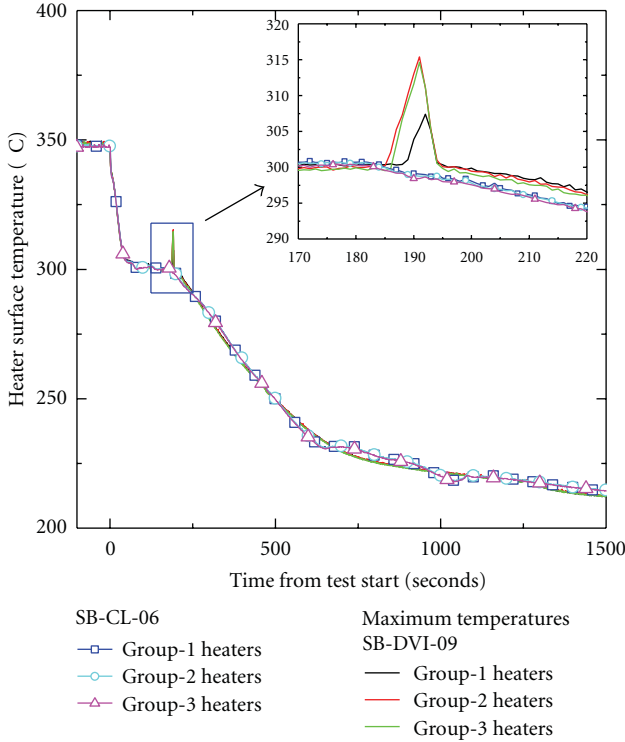 400
350
300
250
200
0
500
1000
1500
Heater surface temperature ( C)
Time from test start (seconds)
320
315
310
305
300
295
290
170
180
190
200
210
220
SB-CL-06
Group-1 heaters
Group-2 heaters
Group-3 heaters
Maximum temperatures
SB-DVI-09
Group-1 heaters
Group-2 heaters
Group-3 heaters